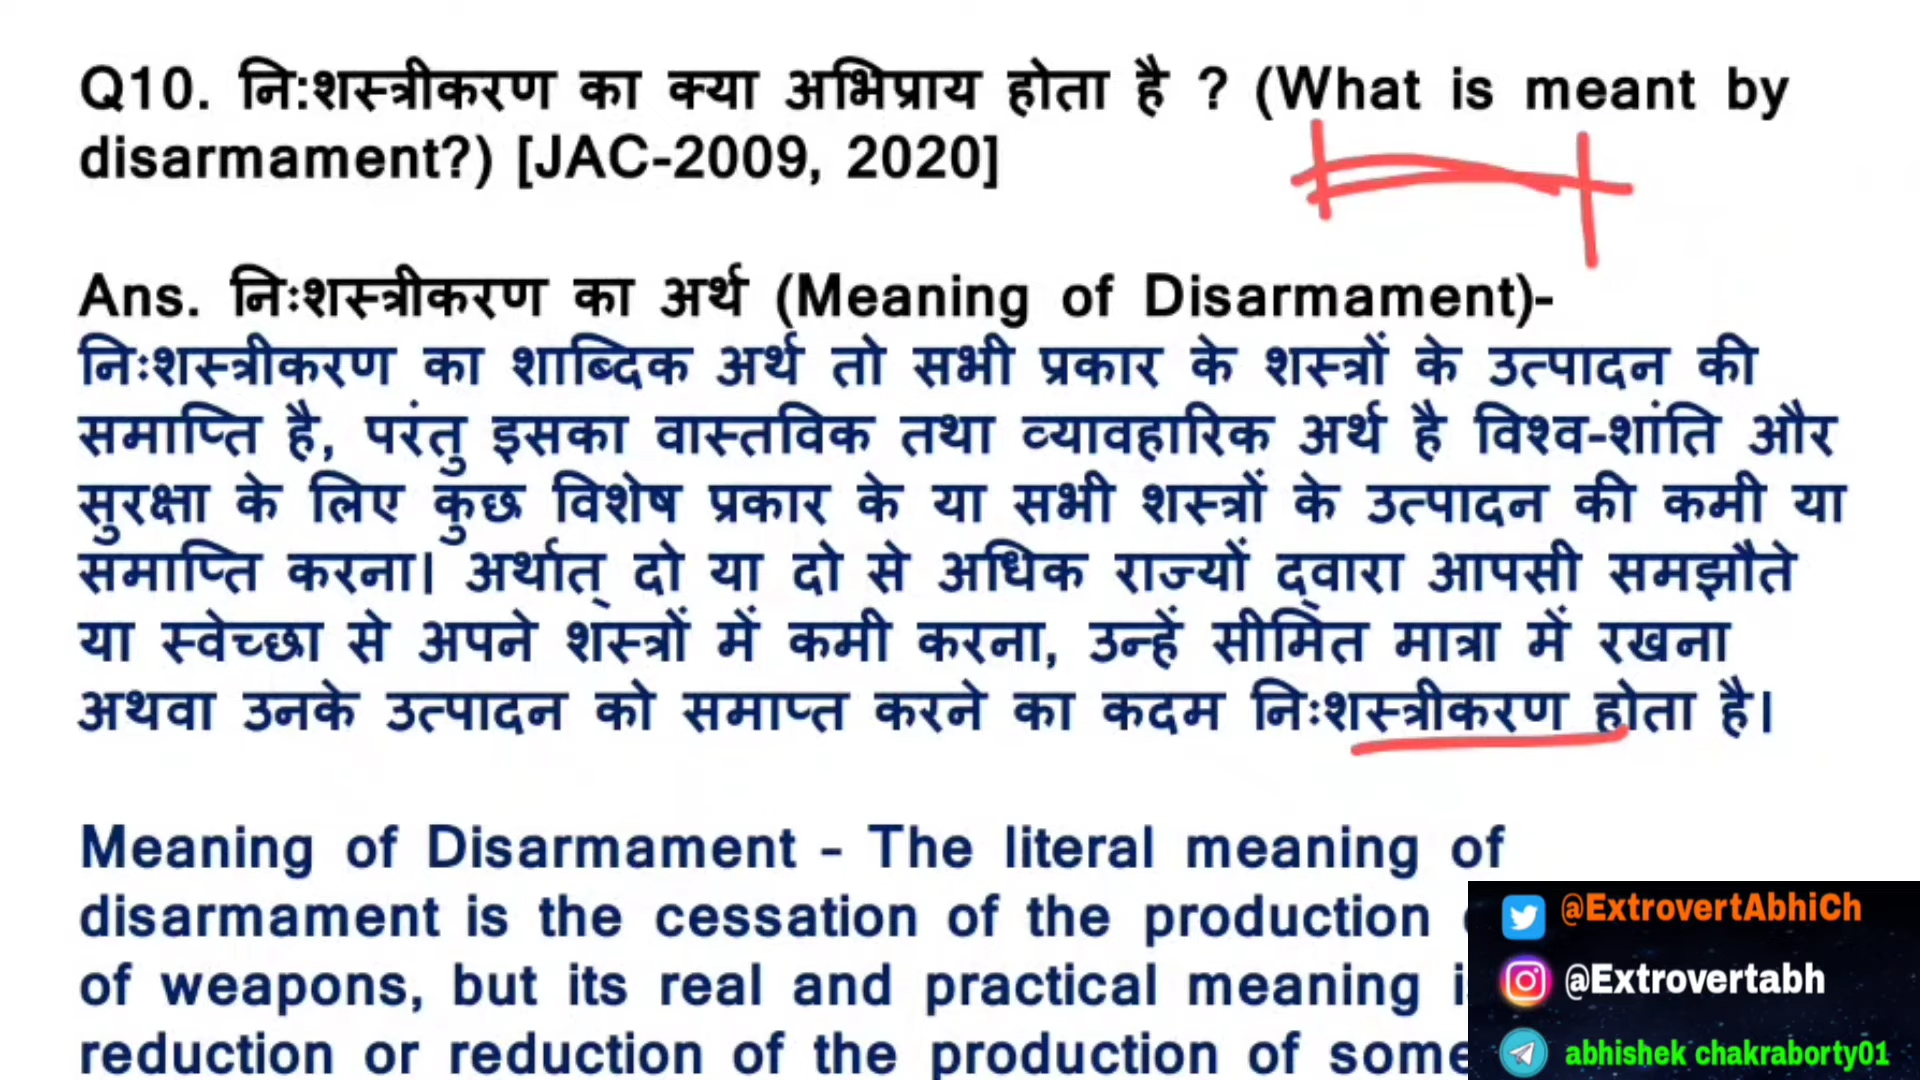 Q10. नि:शस्त्रीकरण का क्या अभिप्राय होता है ? (What is meant by
disarmament?) [JAC-2009, 2020]
Ans. निःशस्त्रीकरण का अर्थ (Meaning of Disarmament)-
निःशस्त्रीकरण का शाब्दिक अर्थ तो सभी प्रकार के शस्त्रों के उत्पादन की
समाप्ति है, परंतु इसका वास्तविक तथा व्यावहारिक अर्थ है विश्व-शांति और
सुरक्षा के लिए कुछ विशेष प्रकार के या सभी शस्त्रों के उत्पादन की कमी या
समाप्ति करना। अर्थात् दो या दो से अधिक राज्यों द्वारा आपसी समझौते
या स्वेच्छा से अपने शस्त्रों में कमी करना, उन्हें सीमित मात्रा में रखना
अथवा उनके उत्पादन को समाप्त करने का कदम निःशस्त्रीकरण होता है।
Meaning of Disarmament – The literal meaning of
disarmament is the cessation of the production
of weapons, but its real and practical meaning
reduction or reduction of the production of some
@ExtrovertAbhiCh
@Extrovertabh
abhishek chakraborty01